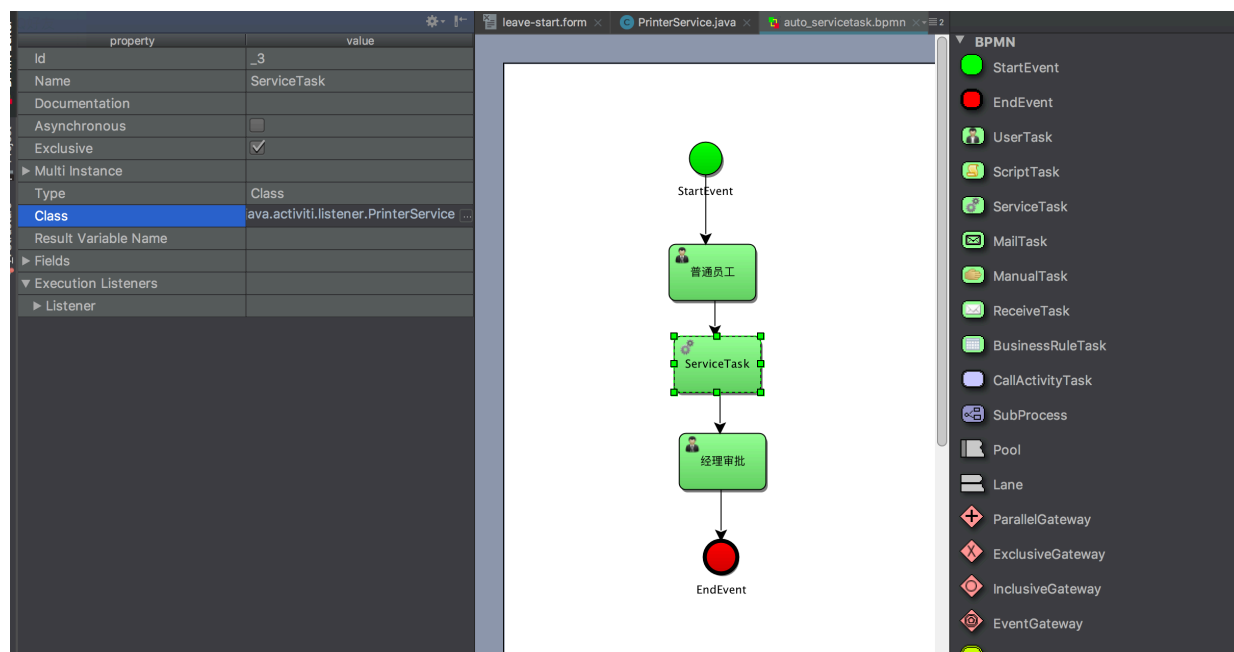 leave-start.form
PrinterService.java
auto_servicetask.bpmn
2
property value
Id _3
Name ServiceTask
Documentation
Asynchronous
Exclusive
Multi Instance
Type Class
Class ava.activiti.listener.PrinterService ...
Result Variable Name
Fields
Execution Listeners
Listener
StartEvent
普通员工
ServiceTask
经理审批
EndEvent
BPMN
StartEvent
EndEvent
UserTask
ScriptTask
ServiceTask
MailTask
ManualTask
ReceiveTask
BusinessRuleTask
CallActivityTask
SubProcess
Pool
Lane
ParallelGateway
ExclusiveGateway
InclusiveGateway
EventGateway